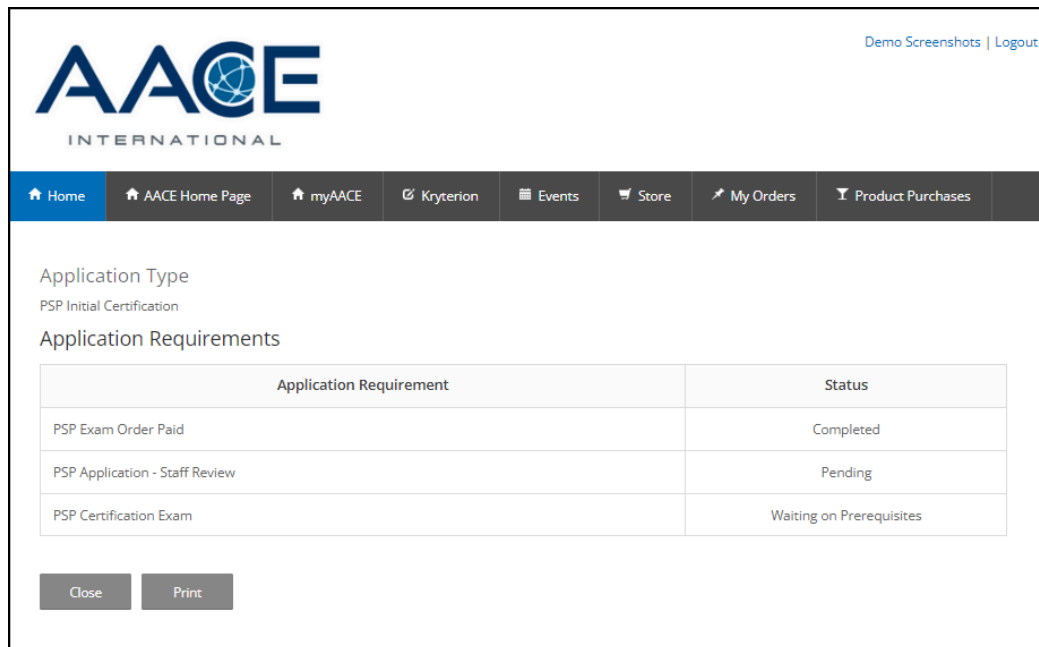 Demo Screenshots | Logout
AACE
INTERNATIONAL
Home AACE Home Page myAACE Kryterion Events Store My Orders Product Purchases
Application Type
PSP Initial Certification
Application Requirements
Application Requirement Status
PSP Exam Order Paid Completed
PSP Application - Staff Review Pending
PSP Certification Exam Waiting on Prerequisites
Close Print